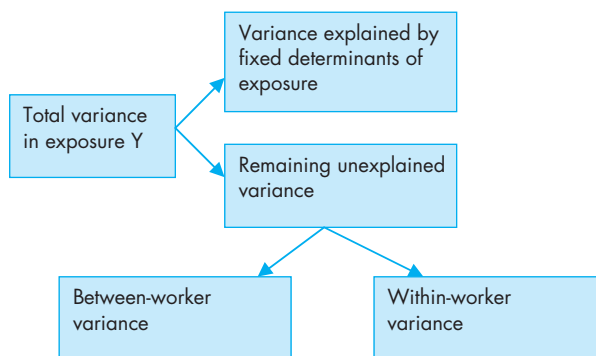 Variance explained by
fixed determinants of
exposure
Total variance
in exposure Y
Remaining unexplained
variance
Between-worker
variance
Within-worker
variance